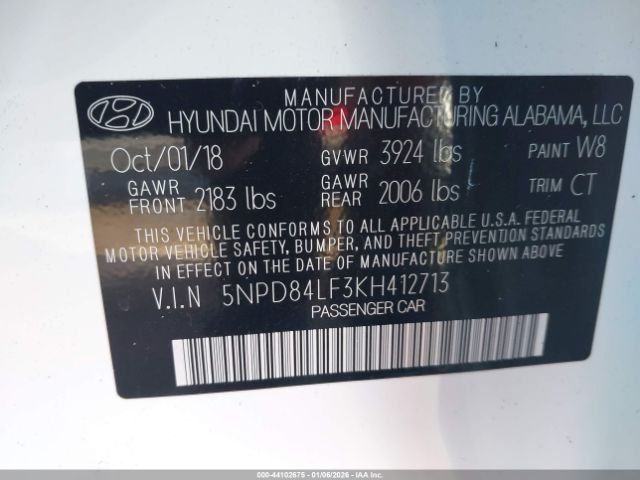 MANUFACTURED BY
HYUNDAI MOTOR MANUFACTURING ALABAMA, LLC
Oct/01/18 GVWR 3924 lbs PAINT W8
GAWR FRONT 2183 lbs GAWR REAR 2006 lbs TRIM CT
THIS VEHICLE CONFORMS TO ALL APPLICABLE U.S.A. FEDERAL
MOTOR VEHICLE SAFETY, BUMPER, AND THEFT PREVENTION STANDARDS
IN EFFECT ON THE DATE OF MANUFACTURE SHOWN ABOVE
V.I.N 5NPD84LF3KH412713
PASSENGER CAR
000-44102675 - 01/06/2026 - IAA, Inc.